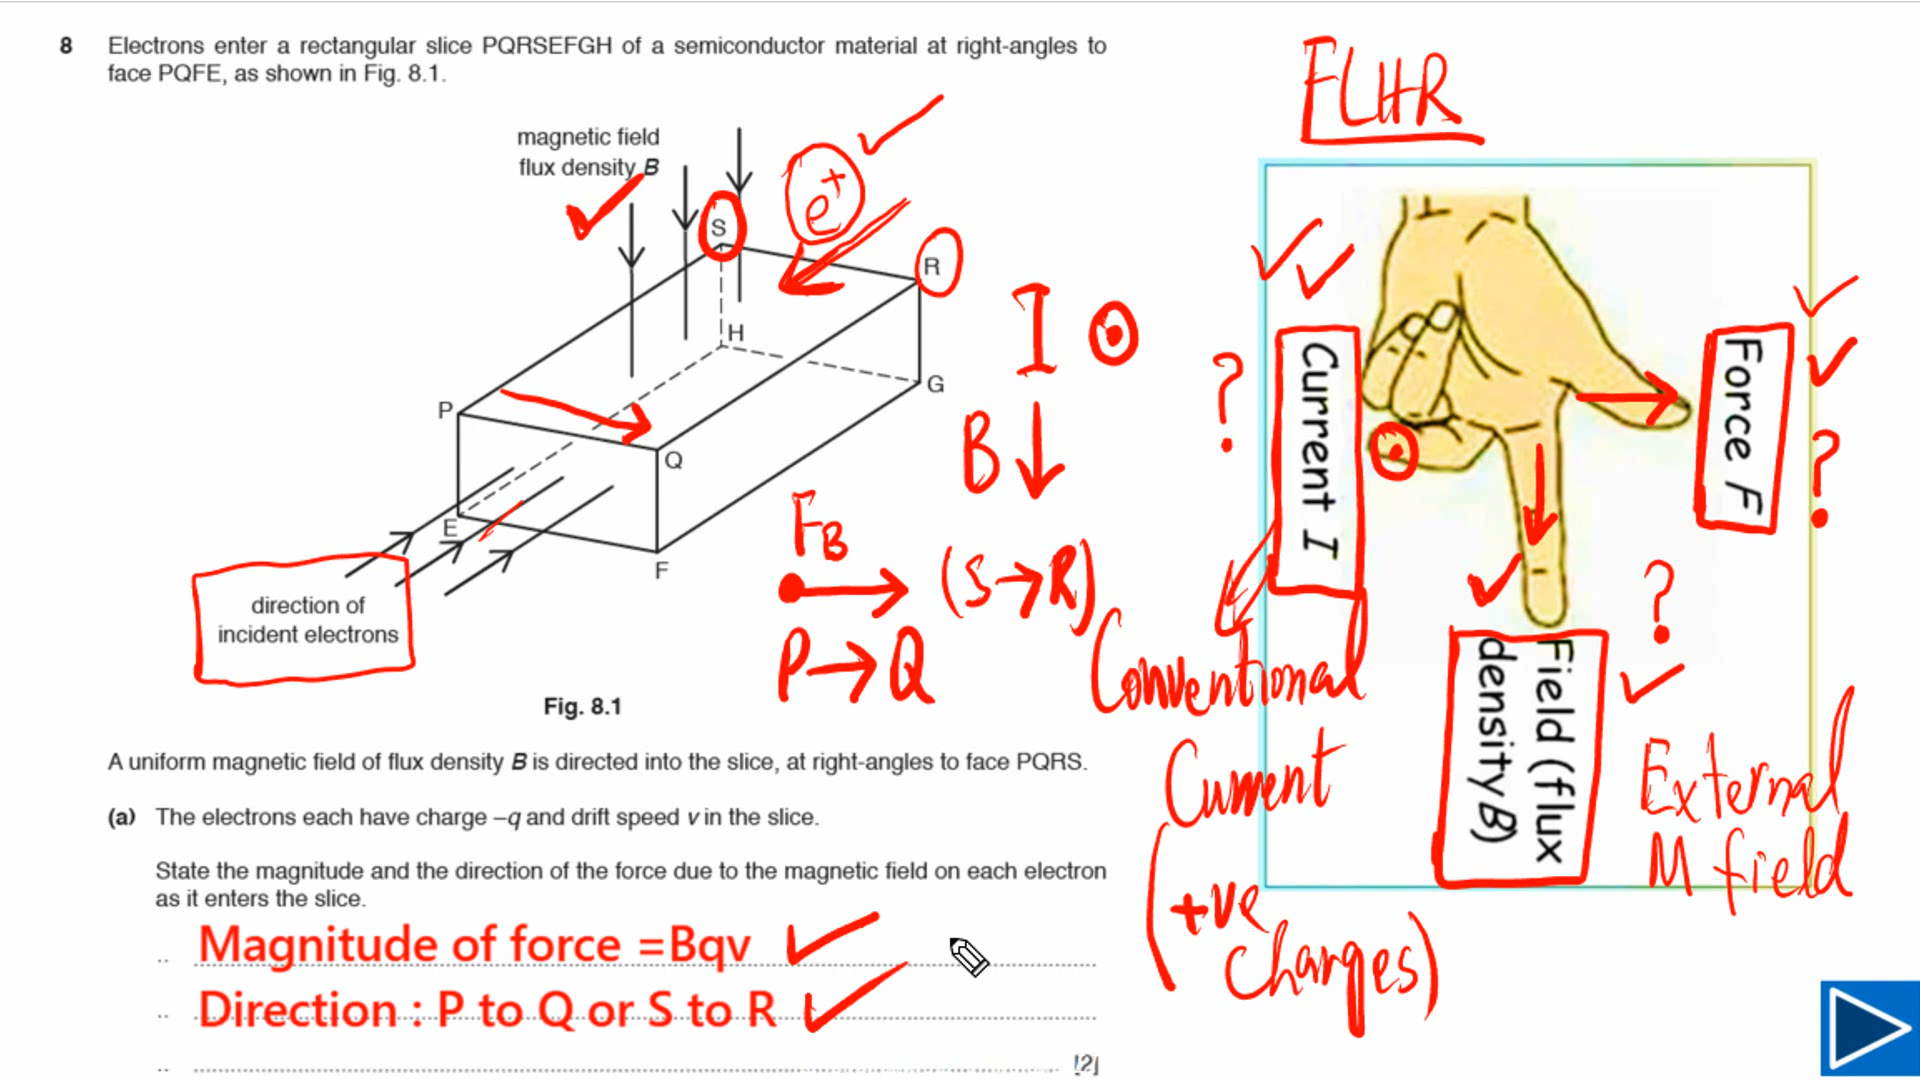 8 Electrons enter a rectangular slice PQRSEFGH of a semiconductor material at right-angles to
face PQFE, as shown in Fig. 8.1.
FLHR
magnetic field
flux density B
e+
S
R
H
I
G
P
Q
B
E
F
F_B
(S→R)
P→Q
direction of
incident electrons
Fig. 8.1
?
Current I
Force F
?
?
Field (flux
density B)
Conventional
Current
(+ve
charges)
External
M field
A uniform magnetic field of flux density B is directed into the slice, at right-angles to face PQRS.
(a) The electrons each have charge –q and drift speed v in the slice.
State the magnitude and the direction of the force due to the magnetic field on each electron
as it enters the slice.
Magnitude of force =Bqv
Direction : P to Q or S to R
[2]